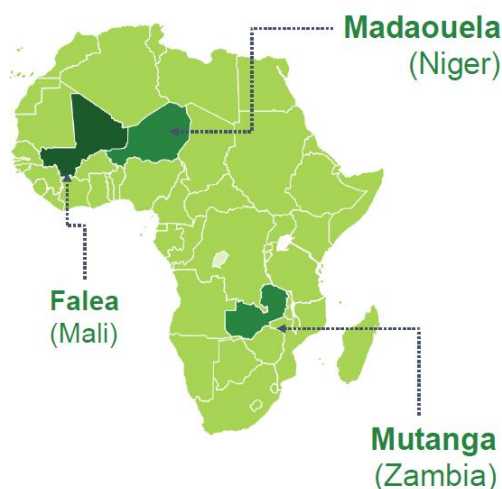 Madaouela
(Niger)
Falea
(Mali)
Mutanga
(Zambia)